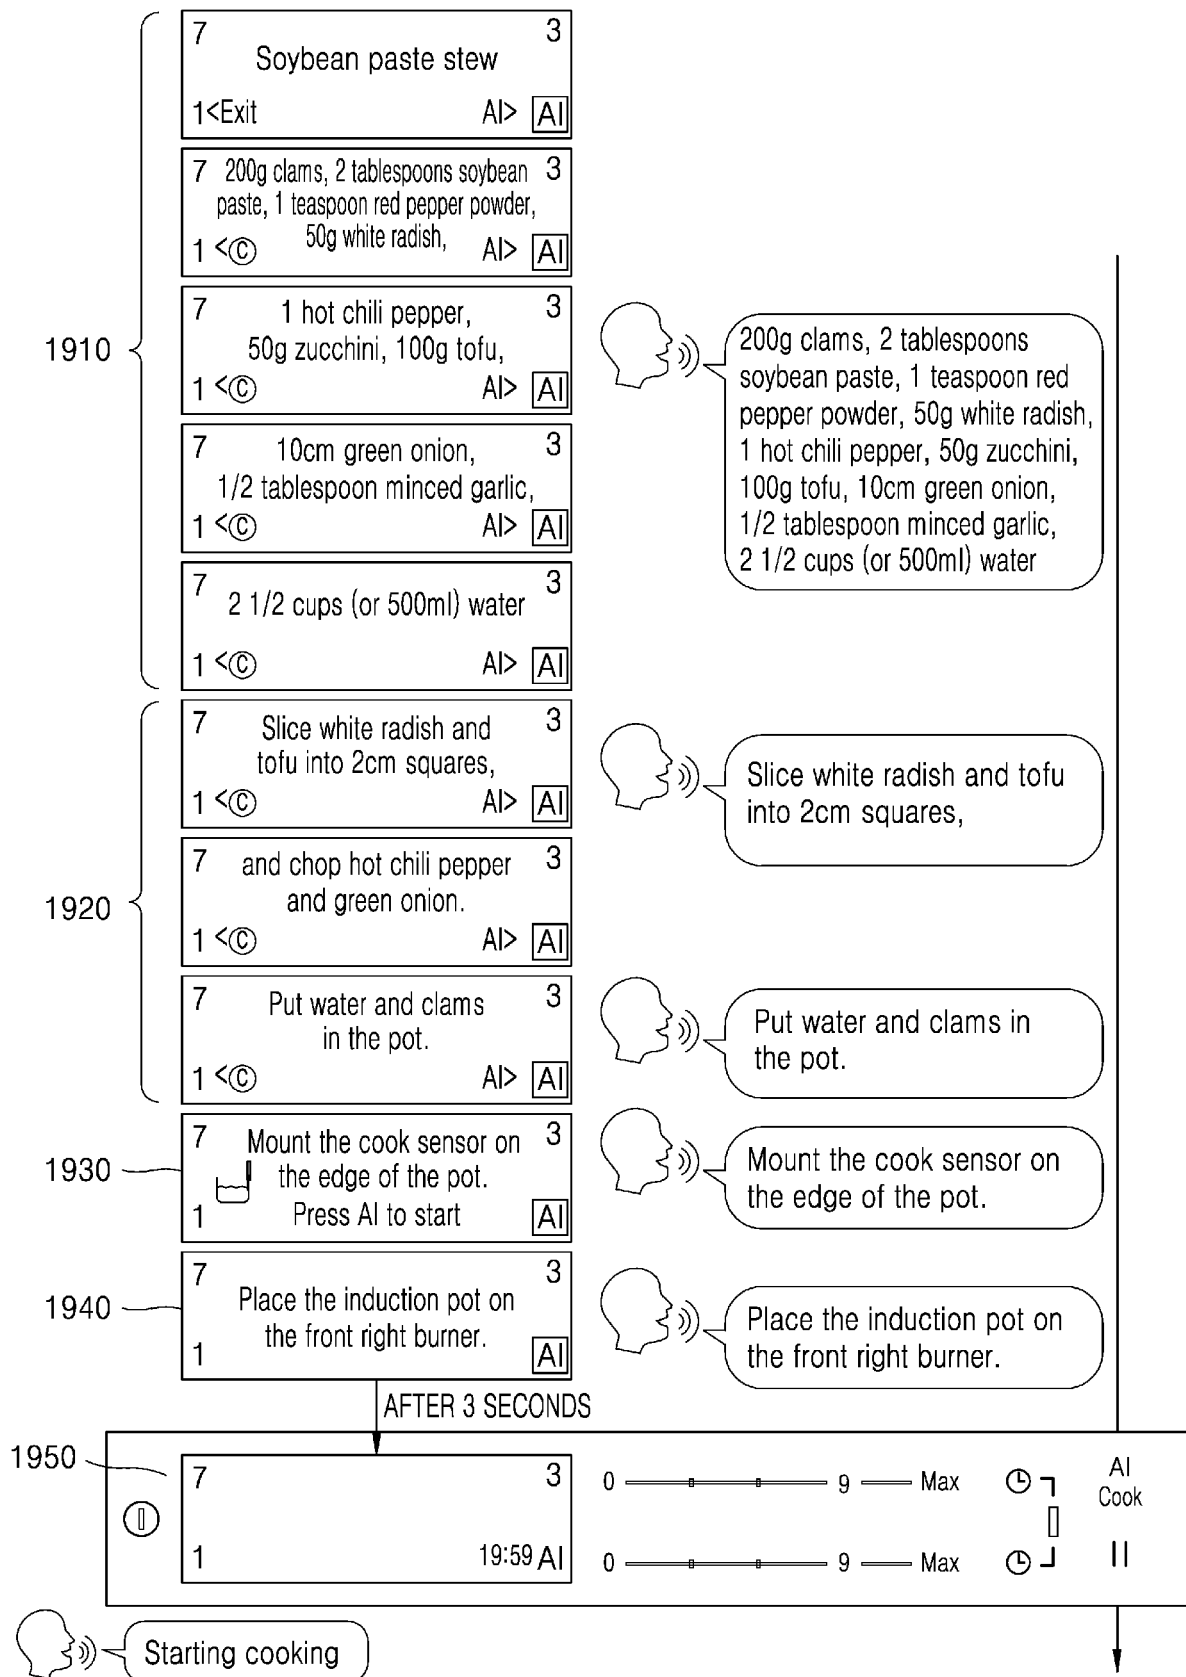 1910
7 3
Soybean paste stew
1<Exit AI> AI
7 200g clams, 2 tablespoons soybean 3
paste, 1 teaspoon red pepper powder,
50g white radish,
1 <Ⓒ AI> AI
7 1 hot chili pepper, 3
50g zucchini, 100g tofu,
1 <Ⓒ AI> AI
7 10cm green onion, 3
1/2 tablespoon minced garlic,
1 <Ⓒ AI> AI
7 3
2 1/2 cups (or 500ml) water
1 <Ⓒ AI> AI
200g clams, 2 tablespoons
soybean paste, 1 teaspoon red
pepper powder, 50g white radish,
1 hot chili pepper, 50g zucchini,
100g tofu, 10cm green onion,
1/2 tablespoon minced garlic,
2 1/2 cups (or 500ml) water
1920
7 Slice white radish and 3
tofu into 2cm squares,
1 <Ⓒ AI> AI
Slice white radish and tofu
into 2cm squares,
7 and chop hot chili pepper 3
and green onion.
1 <Ⓒ AI> AI
7 Put water and clams 3
in the pot.
1 <Ⓒ AI> AI
Put water and clams in
the pot.
1930
7 Mount the cook sensor on 3
the edge of the pot.
1 Press AI to start AI
Mount the cook sensor on
the edge of the pot.
1940
7 3
Place the induction pot on
the front right burner.
1 AI
Place the induction pot on
the front right burner.
AFTER 3 SECONDS
1950
7 3
1 19:59 AI
0 9 Max
0 9 Max
AI
Cook
Starting cooking